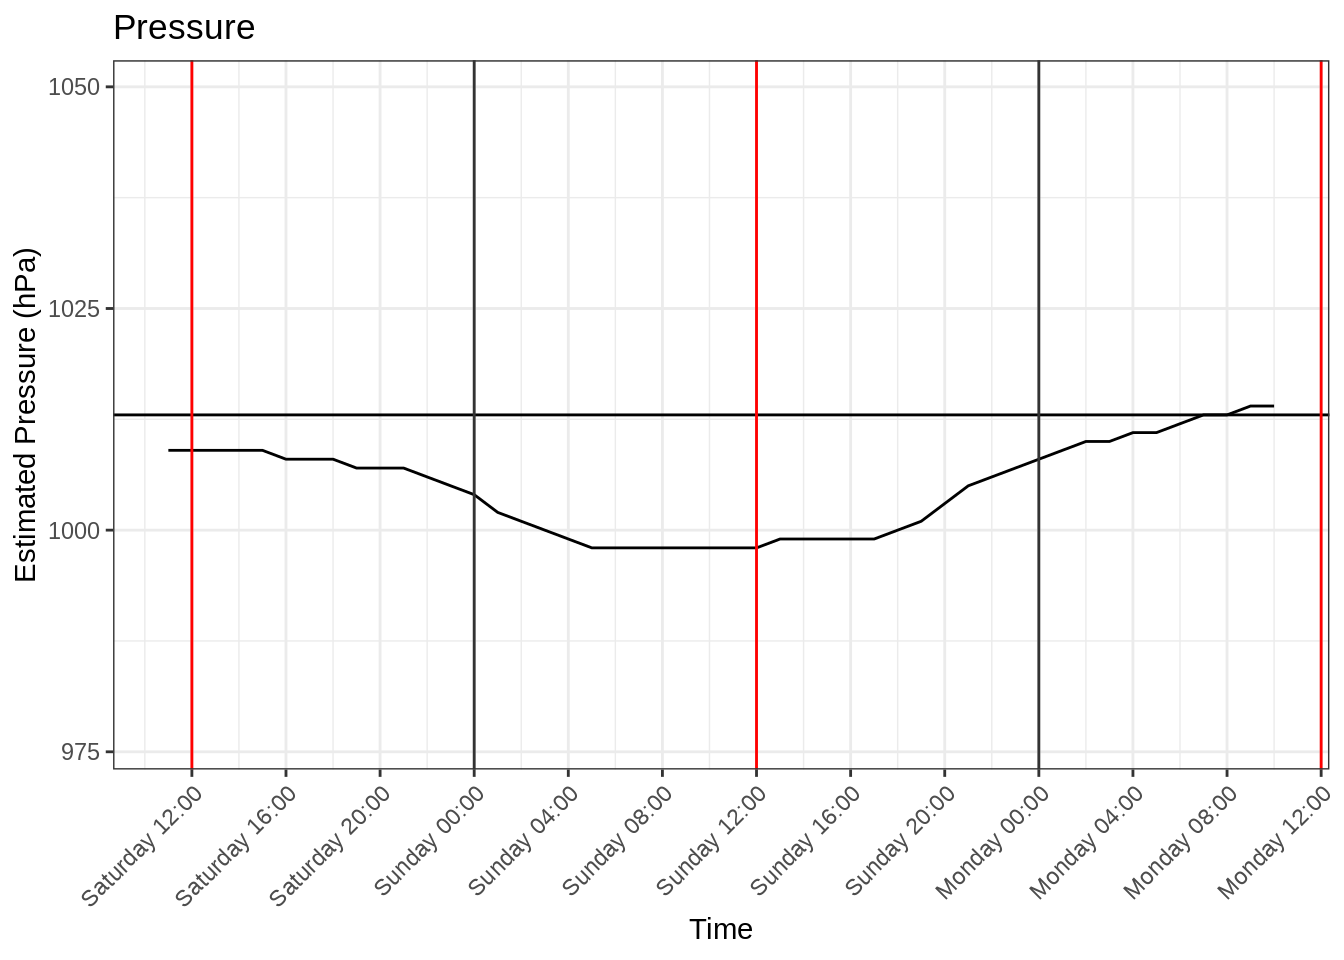 Pressure
Estimated Pressure (hPa)
1050
1025
1000
975
Saturday 12:00
Saturday 16:00
Saturday 20:00
Sunday 00:00
Sunday 04:00
Sunday 08:00
Sunday 12:00
Sunday 16:00
Sunday 20:00
Monday 00:00
Monday 04:00
Monday 08:00
Monday 12:00
Time